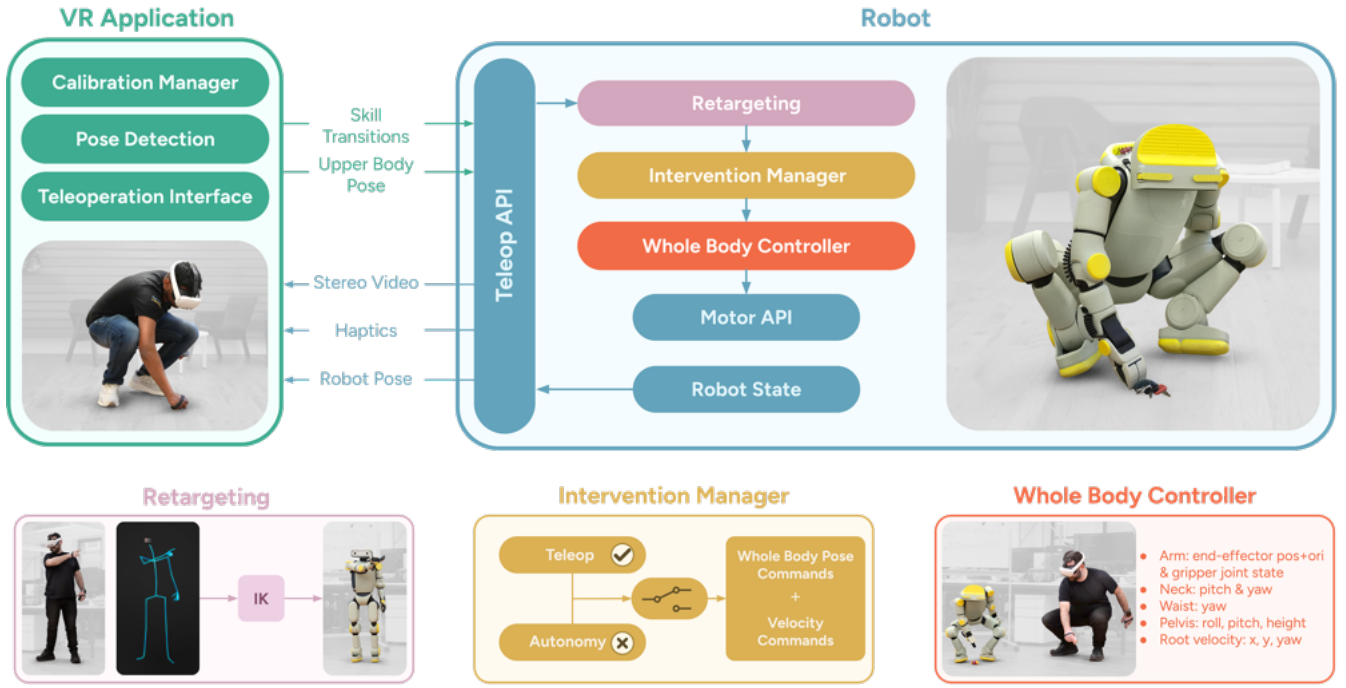 VR Application
Calibration Manager
Pose Detection
Teleoperation Interface
Skill
Transitions
Upper Body
Pose
Stereo Video
Haptics
Robot Pose
Robot
Teleop API
Retargeting
Intervention Manager
Whole Body Controller
Motor API
Robot State
Retargeting
IK
Intervention Manager
Teleop
Autonomy
Whole Body Pose
Commands
+
Velocity
Commands
Whole Body Controller
• Arm: end-effector pos+ori
& gripper joint state
• Neck: pitch & yaw
• Waist: yaw
• Pelvis: roll, pitch, height
• Root velocity: x, y, yaw